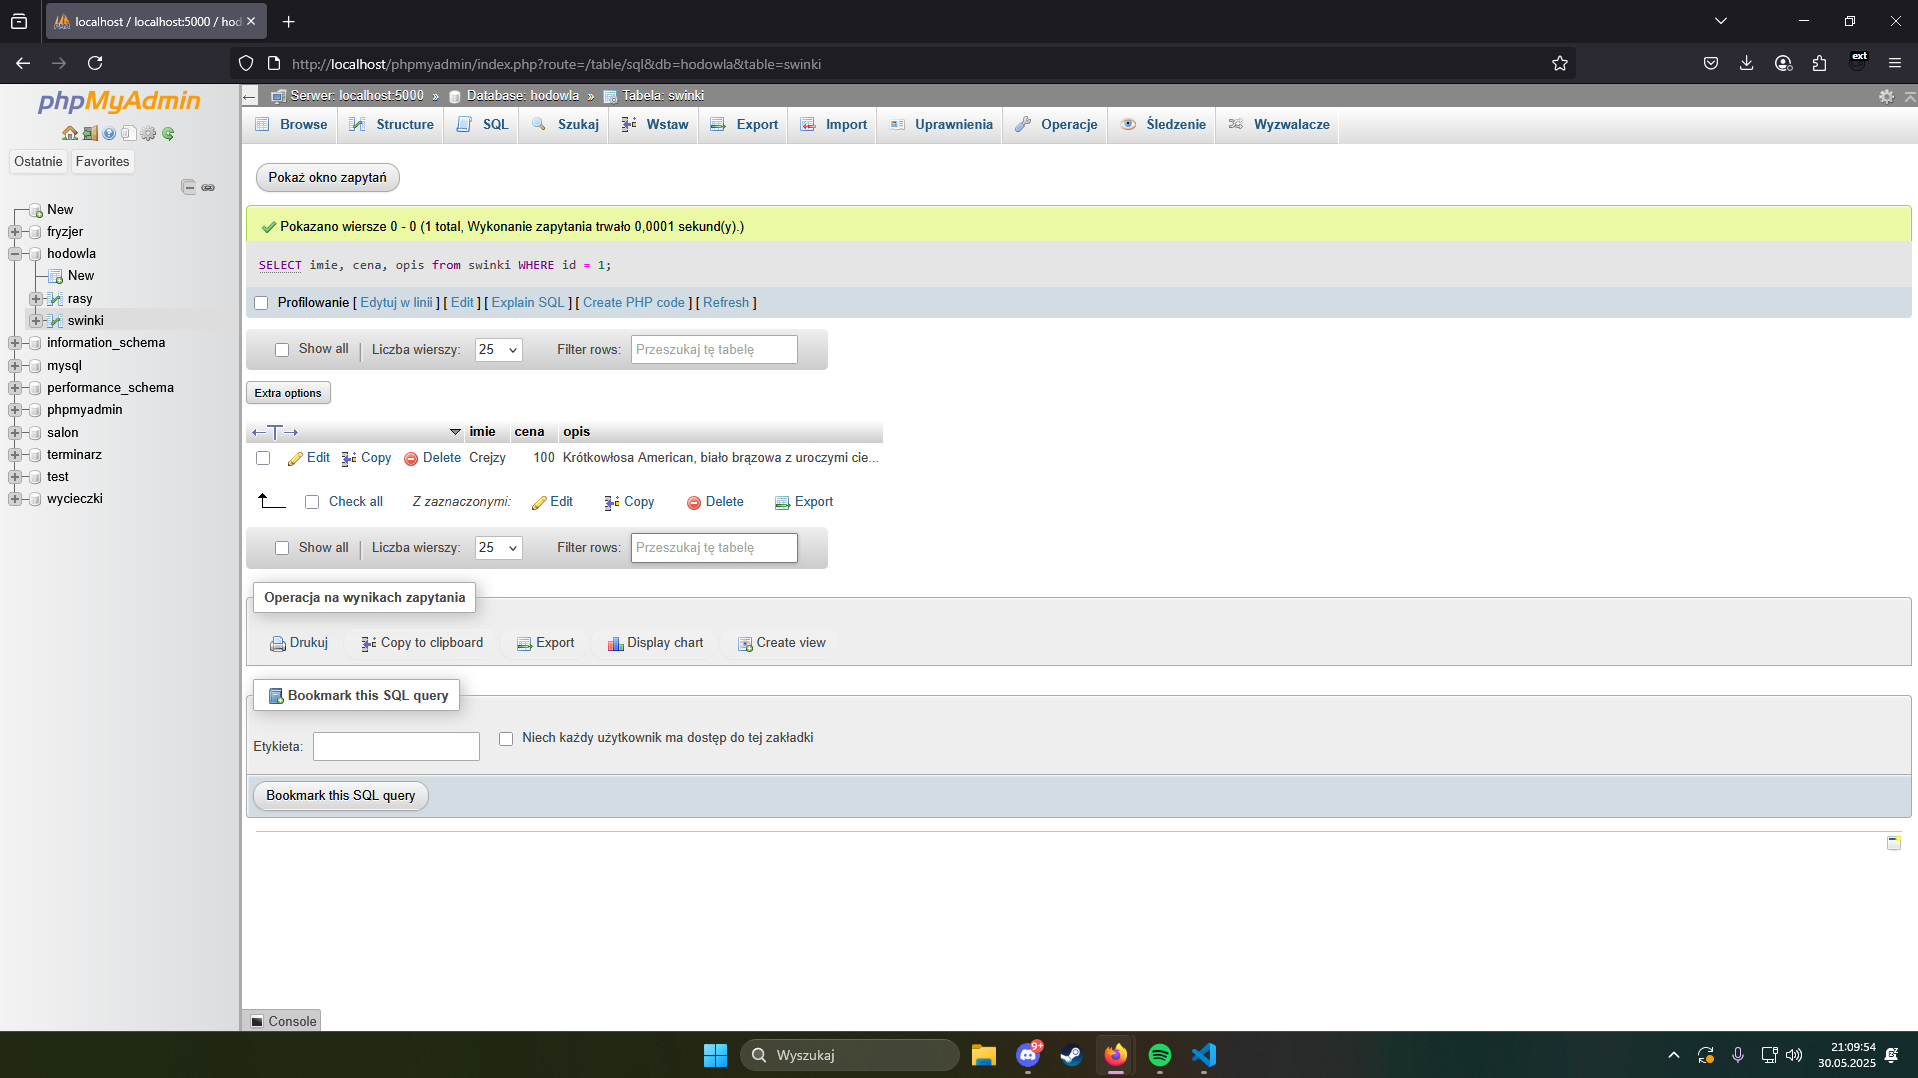 localhost / localhost:5000 / hod
http://localhost/phpmyadmin/index.php?route=/table/sql&db=hodowla&table=swinki
ext
phpMyAdmin
Ostatnie Favorites
New
fryzjer
hodowla
New
rasy
swinki
information_schema
mysql
performance_schema
phpmyadmin
salon
terminarz
test
wycieczki
Serwer: localhost:5000 » Database: hodowla » Tabela: swinki
Browse Structure SQL Szukaj Wstaw Export Import Uprawnienia Operacje Śledzenie Wyzwalacze
Pokaż okno zapytań
Pokazano wiersze 0 - 0 (1 total, Wykonanie zapytania trwało 0,0001 sekund(y).)
SELECT imie, cena, opis from swinki WHERE id = 1;
Profilowanie [ Edytuj w linii ] [ Edit ] [ Explain SQL ] [ Create PHP code ] [ Refresh ]
Show all Liczba wierszy: 25 Filter rows: Przeszukaj tę tabelę
Extra options
imie cena opis
Edit Copy Delete Crejzy 100 Krótkowłosa American, biało brązowa z uroczymi cie...
Check all Z zaznaczonymi: Edit Copy Delete Export
Show all Liczba wierszy: 25 Filter rows: Przeszukaj tę tabelę
Operacja na wynikach zapytania
Drukuj Copy to clipboard Export Display chart Create view
Bookmark this SQL query
Etykieta: Niech każdy użytkownik ma dostęp do tej zakładki
Bookmark this SQL query
Console
Wyszukaj
9+
21:09:54
30.05.2025